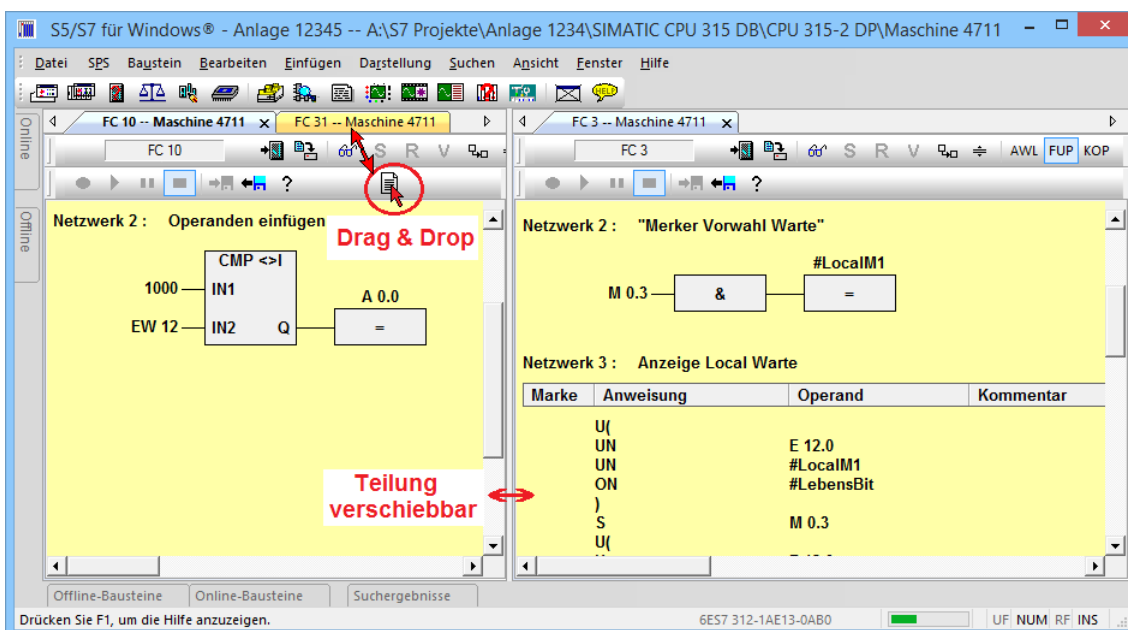 S5/S7 für Windows® - Anlage 12345 -- A:\S7 Projekte\Anlage 1234\SIMATIC CPU 315 DB\CPU 315-2 DP\Maschine 4711
Datei SPS Baustein Bearbeiten Einfügen Darstellung Suchen Ansicht Fenster Hilfe
HELP
Online
Offline
FC 10 -- Maschine 4711 x FC 31 -- Maschine 4711
FC 10 S R V
?
Netzwerk 2 : Operanden einfügen
Drag & Drop
CMP <>I
1000 IN1
A 0.0
EW 12 IN2 Q =
Teilung
verschiebbar
FC 3 -- Maschine 4711 x
FC 3 S R V AWL FUP KOP
?
Netzwerk 2 : "Merker Vorwahl Warte"
#LocalM1
M 0.3 & =
Netzwerk 3 : Anzeige Local Warte
Marke Anweisung Operand Kommentar
U(
UN E 12.0
UN #LocalM1
ON #LebensBit
)
S M 0.3
U(
Offline-Bausteine Online-Bausteine Suchergebnisse
Drücken Sie F1, um die Hilfe anzuzeigen. 6ES7 312-1AE13-0AB0 UF NUM RF INS